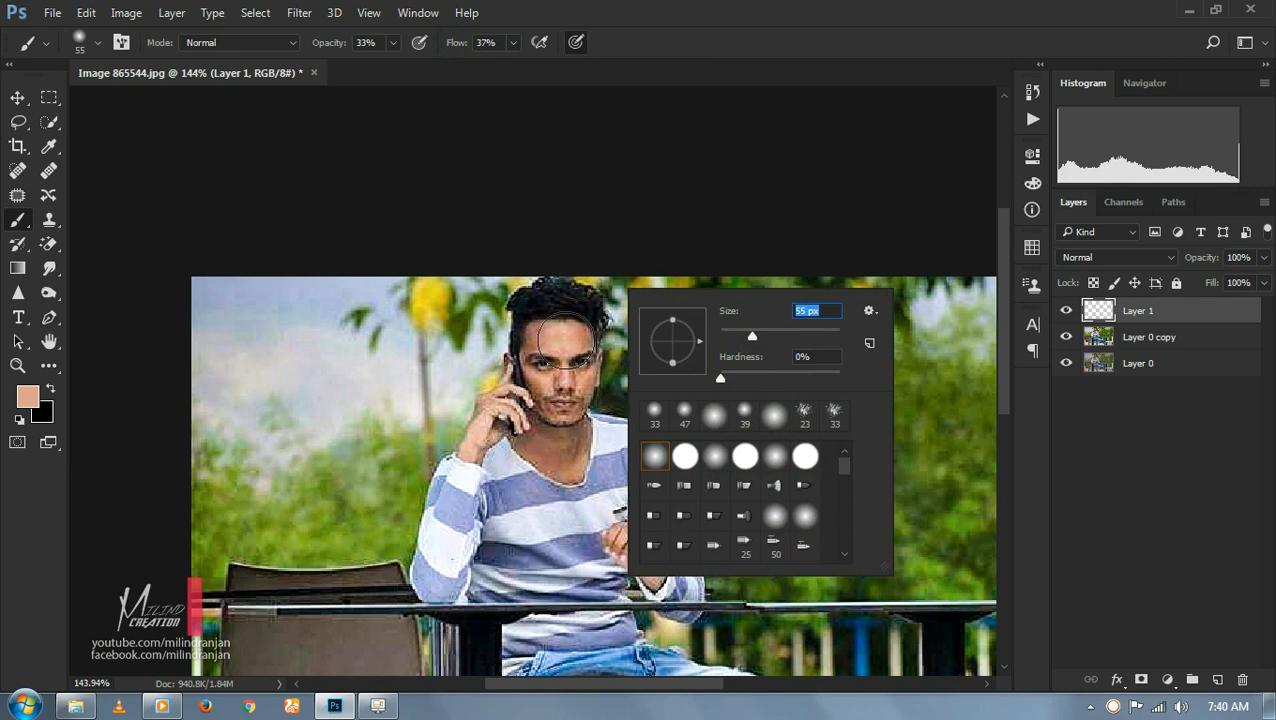 Ps File Edit Image Layer Type Select Filter 3D View Window Help
55 Mode: Normal Opacity: 33% Flow: 37%
Image 865544.jpg @ 144% (Layer 1, RGB/8#) * ×
Histogram Navigator
Layers Channels Paths
Kind
Normal Opacity: 100%
Lock: Fill: 100%
Layer 1
Layer 0 copy
Layer 0
Size: 55 px
Hardness: 0%
33 47 39 23 33
25 50
MILIND
CREATION
youtube.com/milindranjan
facebook.com/milindranjan
143.94% Doc: 940.8K/1.84M
Ps 7:40 AM